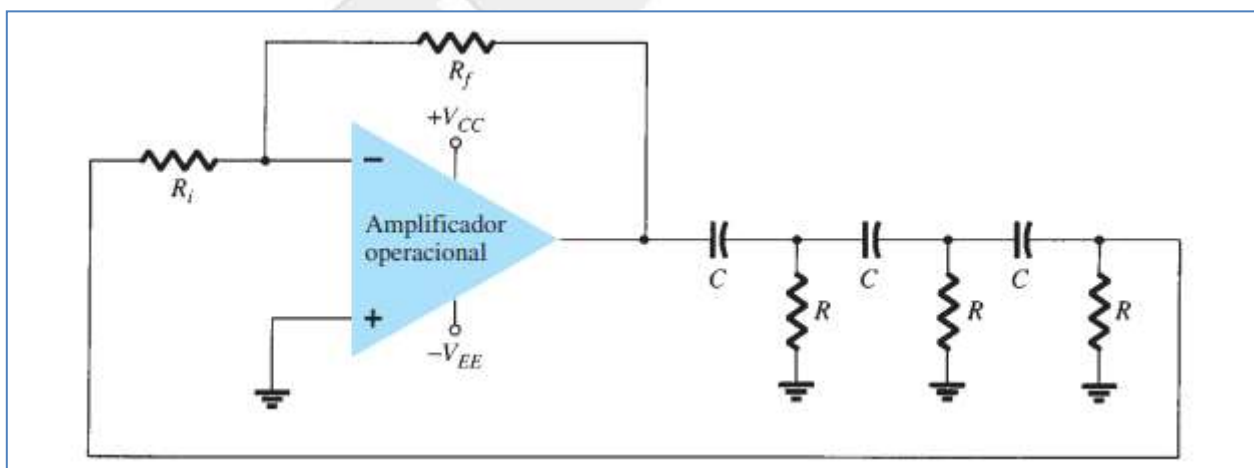 R_f
+V_CC
R_i
−
Amplificador
operacional
+
−V_EE
C
C
C
R
R
R